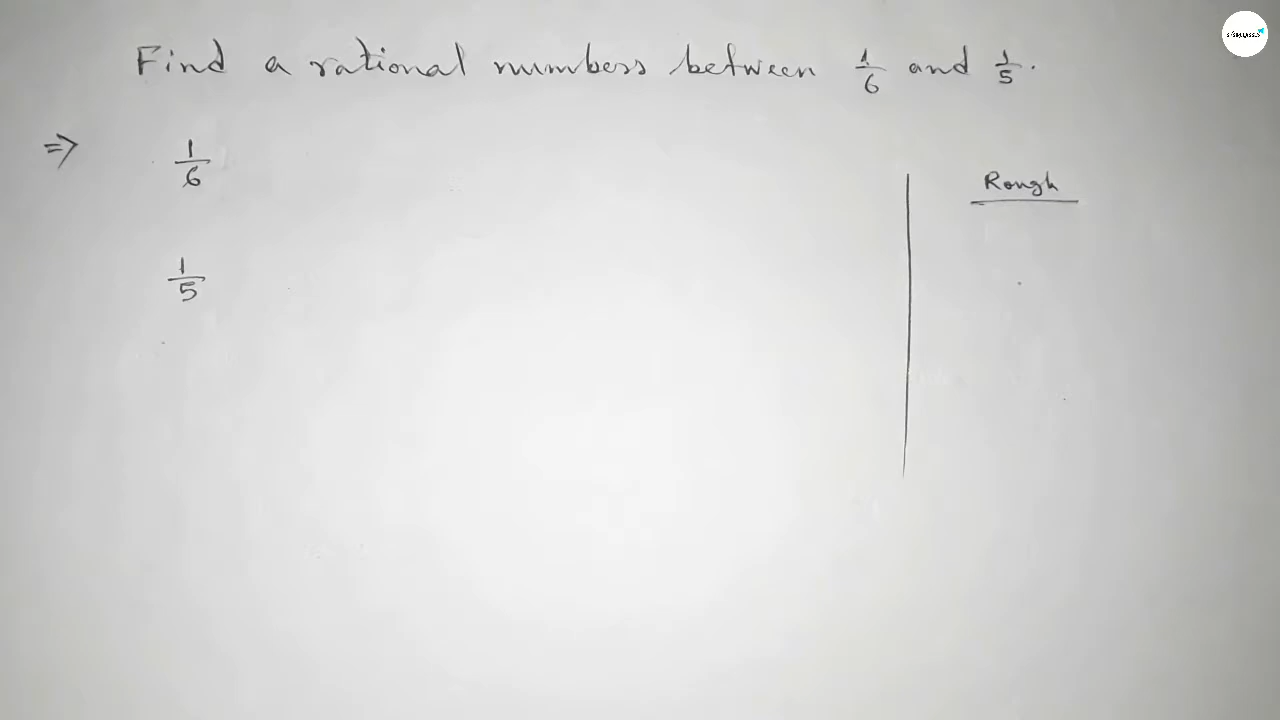 Find a rational numbers between 1/6 and 1/5.
⇒ 1/6
Rough
1/5